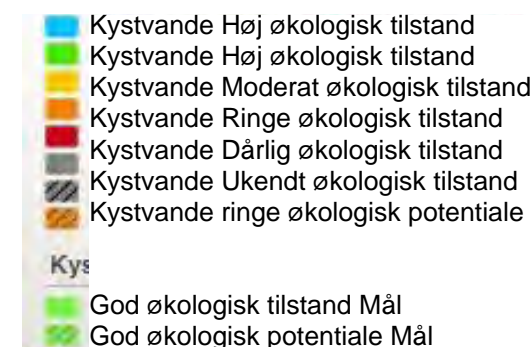 Kystvande Høj økologisk tilstand
Kystvande Høj økologisk tilstand
Kystvande Moderat økologisk tilstand
Kystvande Ringe økologisk tilstand
Kystvande Dårlig økologisk tilstand
Kystvande Ukendt økologisk tilstand
Kystvande ringe økologisk potentiale
Kys
God økologisk tilstand Mål
God økologisk potentiale Mål